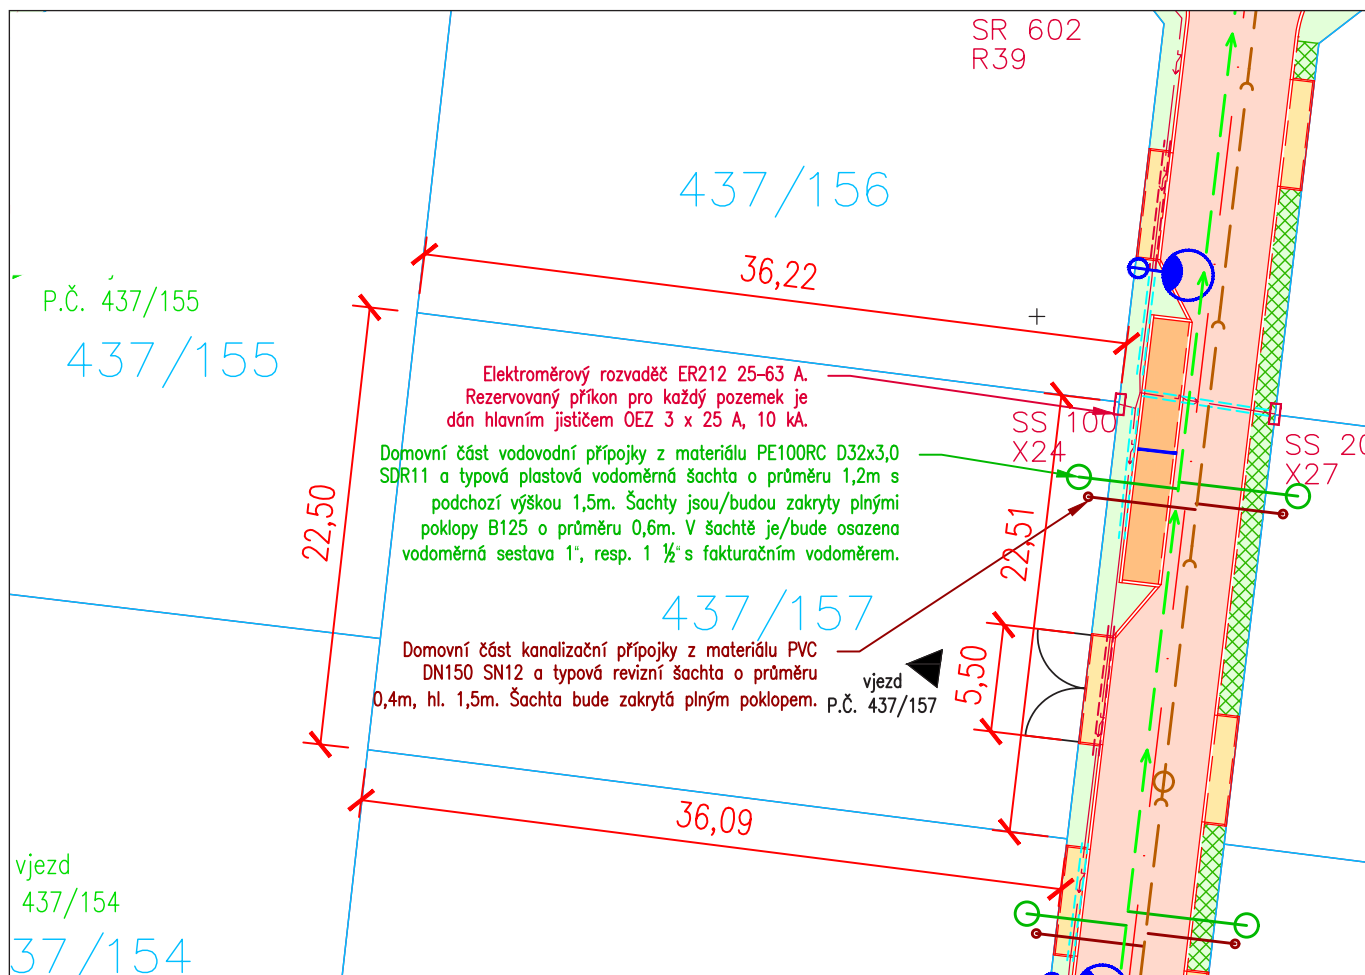 SR 602
R39
437/156
36,22
P.Č. 437/155
437/155
Elektroměrový rozvaděč ER212 25-63 A.
Rezervovaný příkon pro každý pozemek je
dán hlavním jističem OEZ 3 x 25 A, 10 kA.
SS 100
X24
SS 20
X27
Domovní část vodovodní přípojky z materiálu PE100RC D32x3,0
SDR11 a typová plastová vodoměrná šachta o průměru 1,2m s
podchozí výškou 1,5m. Šachty jsou/budou zakryty plnými
poklopy B125 o průměru 0,6m. V šachtě je/bude osazena
vodoměrná sestava 1", resp. 1 ½" s fakturačním vodoměrem.
22,50
22,51
437/157
Domovní část kanalizační přípojky z materiálu PVC
DN150 SN12 a typová revizní šachta o průměru
0,4m, hl. 1,5m. Šachta bude zakrytá plným poklopem.
vjezd
P.Č. 437/157
5,50
36,09
vjezd
437/154
37/154